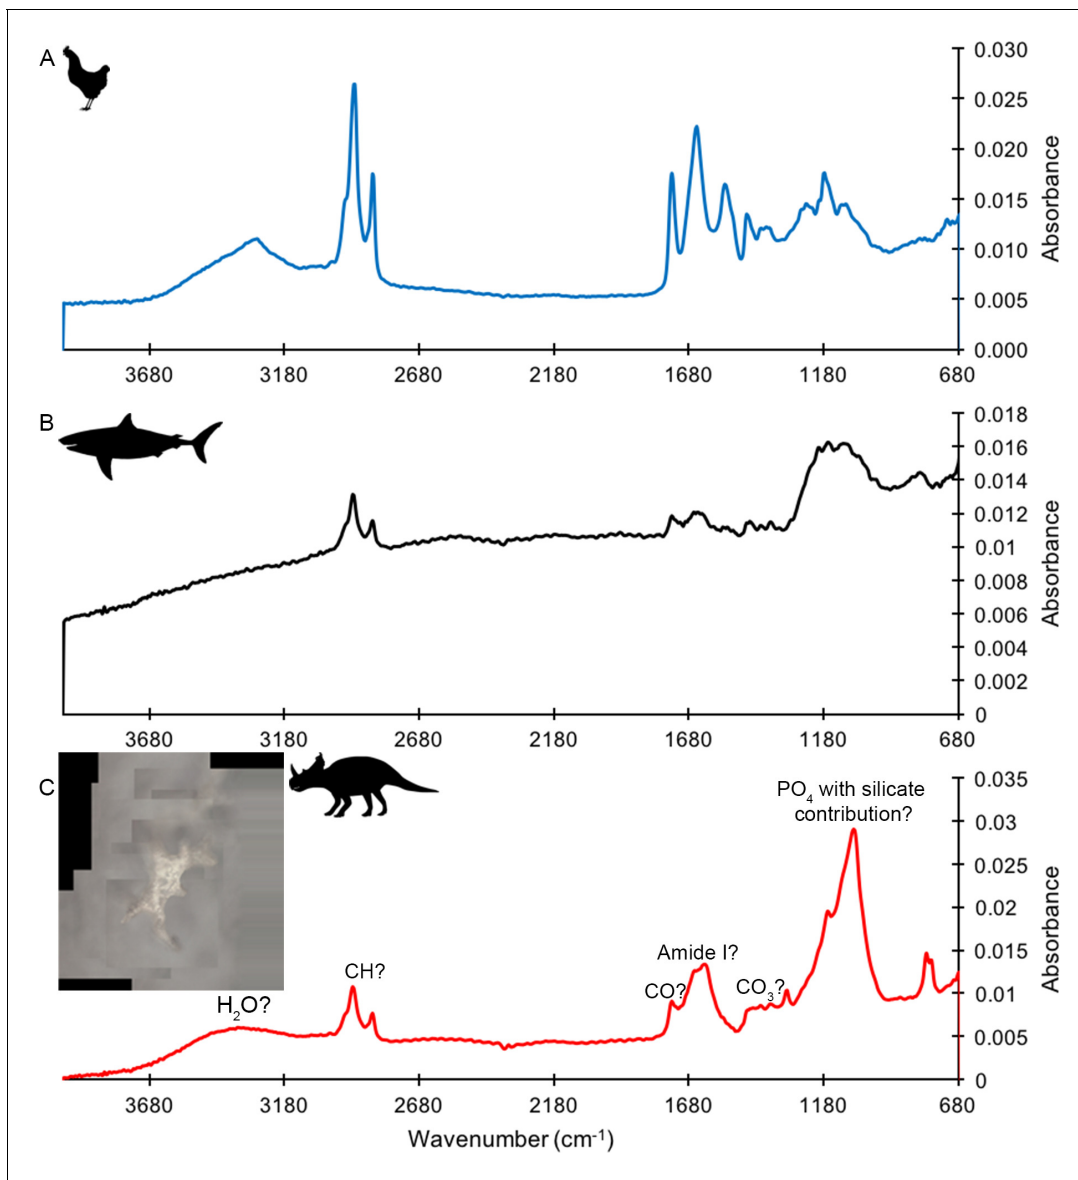 A
0.030
0.025
0.020
0.015
0.010
0.005
0.000
Absorbance
3680 3180 2680 2180 1680 1180 680
B
0.018
0.016
0.014
0.012
0.01
0.008
0.006
0.004
0.002
0
Absorbance
3680 3180 2680 2180 1680 1180 680
C
PO4 with silicate
contribution?
Amide I?
CO?
CO3?
CH?
H2O?
0.035
0.03
0.025
0.02
0.015
0.01
0.005
0
Absorbance
3680 3180 2680 2180 1680 1180 680
Wavenumber (cm-1)